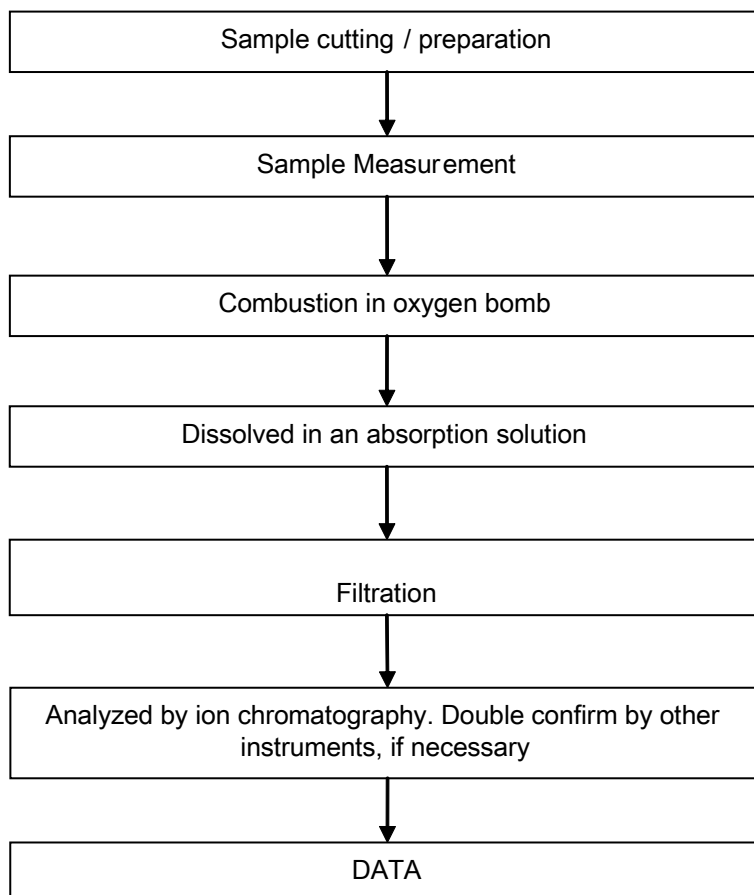 Sample cutting / preparation
Sample Measurement
Combustion in oxygen bomb
Dissolved in an absorption solution
Filtration
Analyzed by ion chromatography. Double confirm by other
instruments, if necessary
DATA